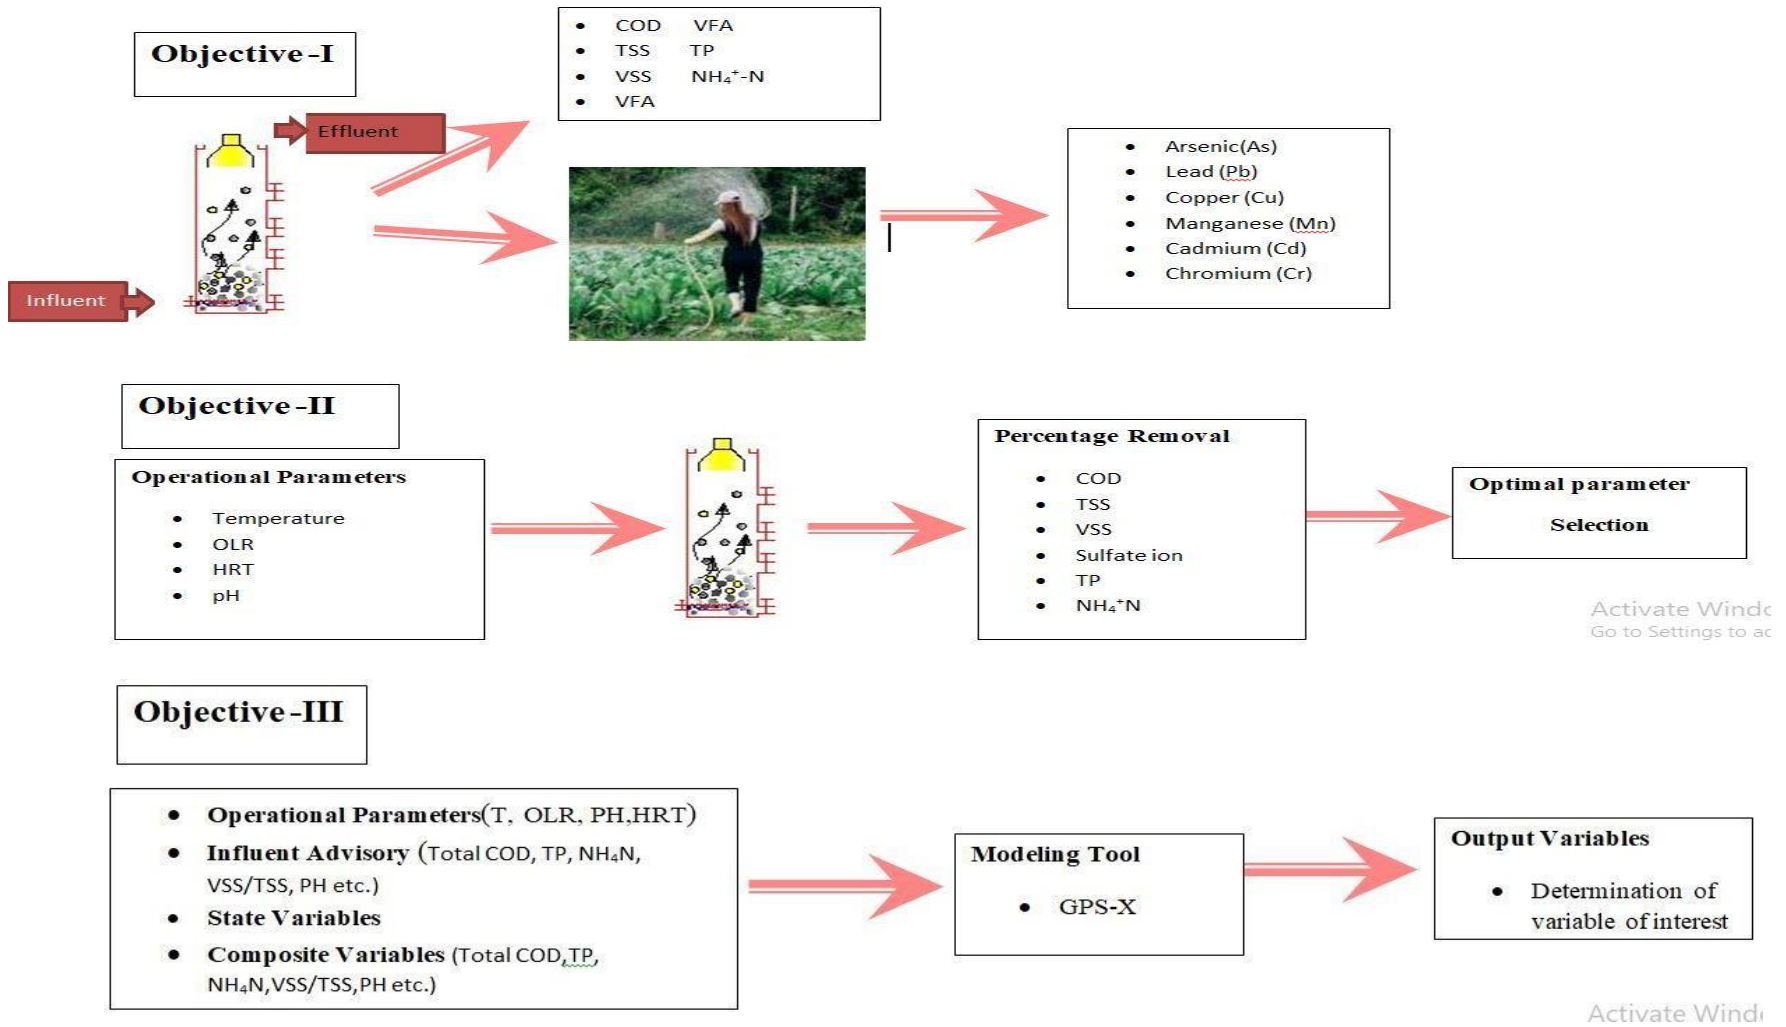 Objective-I
COD VFA
TSS TP
VSS NH₄⁺-N
VFA
Effluent
Influent
Arsenic(As)
Lead (Pb)
Copper (Cu)
Manganese (Mn)
Cadmium (Cd)
Chromium (Cr)
Objective-II
Operational Parameters
Temperature
OLR
HRT
pH
Percentage Removal
COD
TSS
VSS
Sulfate ion
TP
NH₄⁺N
Optimal parameter
Selection
Activate Windo
Go to Settings to ac
Objective-III
Operational Parameters(T, OLR, PH,HRT)
Influent Advisory (Total COD, TP, NH₄N,
VSS/TSS, PH etc.)
State Variables
Composite Variables (Total COD,TP,
NH₄N,VSS/TSS,PH etc.)
Modeling Tool
GPS-X
Output Variables
Determination of
variable of interest
Activate Wind